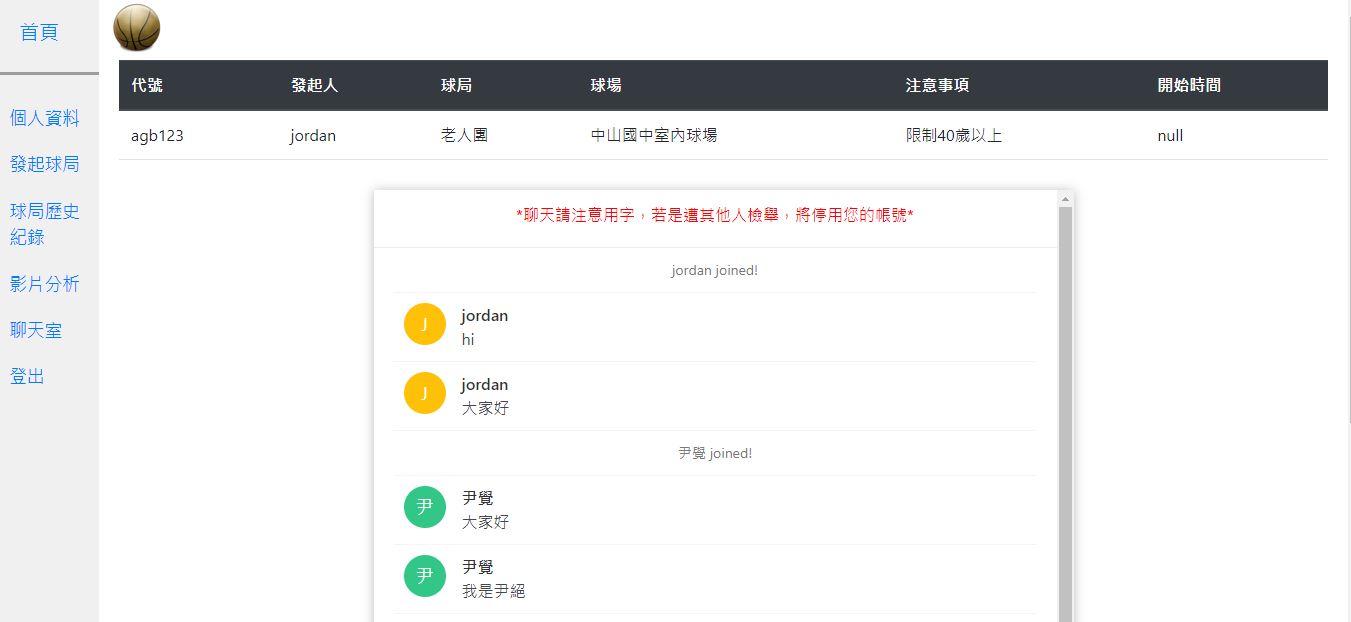 首頁
個人資料
發起球局
球局歷史
紀錄
影片分析
聊天室
登出
代號 發起人 球局 球場 注意事項 開始時間
agb123 jordan 老人團 中山國中室內球場 限制40歲以上 null
*聊天請注意用字，若是遭其他人檢舉，將停用您的帳號*
jordan joined!
J
jordan
hi
J
jordan
大家好
尹覺 joined!
尹
尹覺
大家好
尹
尹覺
我是尹絕